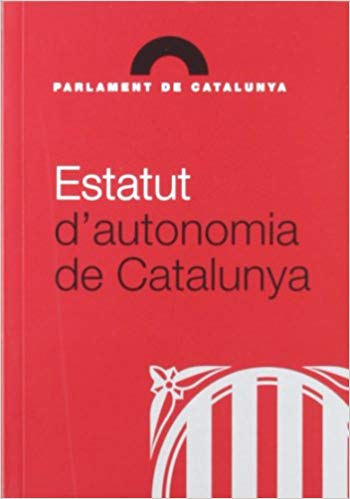 PARLAMENT DE CATALUNYA
Estatut
d'autonomia
de Catalunya